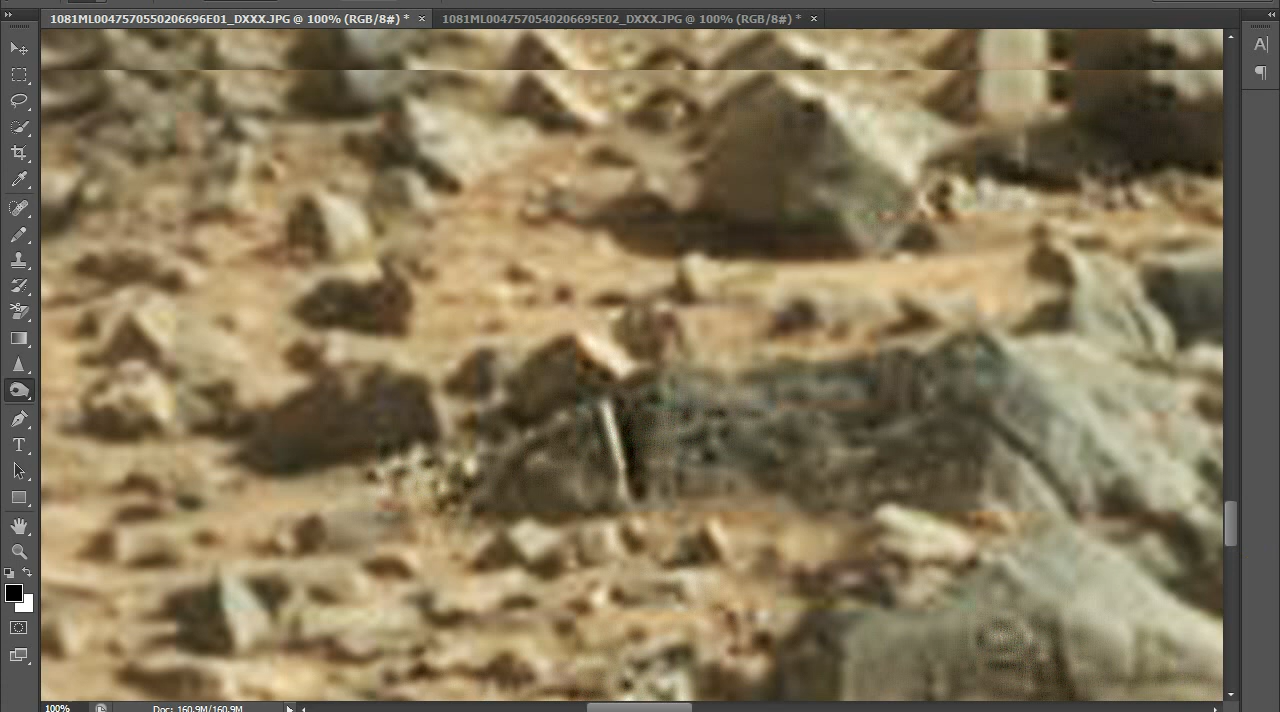 1081ML0047570550206696E01_DXXX.JPG @ 100% (RGB/8#) * × 1081ML0047570540206695E02_DXXX.JPG @ 100% (RGB/8#) * ×
A
T
100% Doc: 160.9M/160.9M